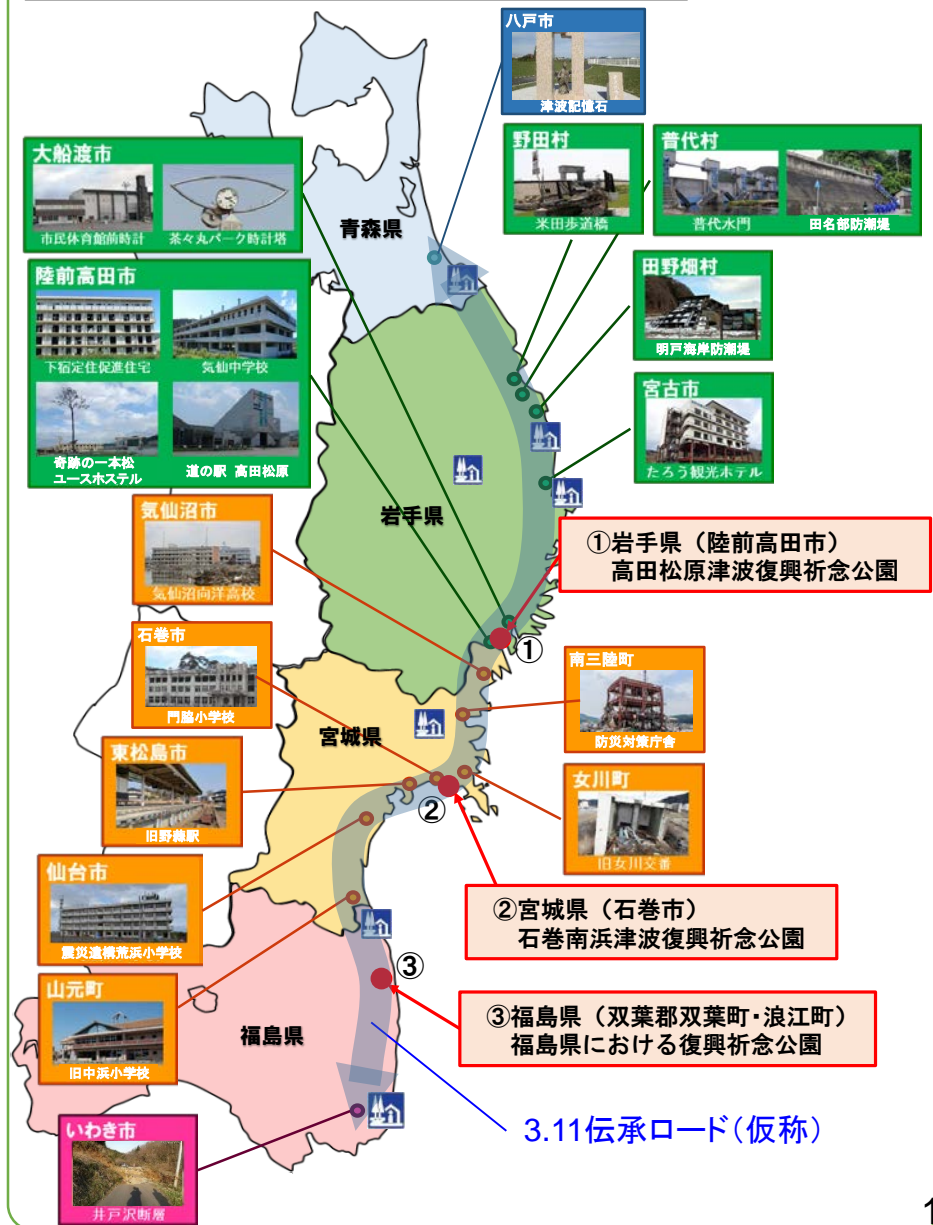 八戸市
津波記憶石
野田村
米田歩道橋
普代村
普代水門
田名部防潮堤
大船渡市
市民体育館前時計
茶々丸パーク時計塔
青森県
陸前高田市
下宿定住促進住宅
気仙中学校
奇跡の一本松
ユースホステル
道の駅 高田松原
田野畑村
明戸海岸防潮堤
宮古市
たろう観光ホテル
岩手県
気仙沼市
気仙沼向洋高校
①岩手県（陸前高田市）
高田松原津波復興祈念公園
①
石巻市
門脇小学校
南三陸町
防災対策庁舎
宮城県
東松島市
旧野蒜駅
②
女川町
旧女川交番
仙台市
震災遺構荒浜小学校
②宮城県（石巻市）
石巻南浜津波復興祈念公園
③
山元町
旧中浜小学校
福島県
③福島県（双葉郡双葉町・浪江町）
福島県における復興祈念公園
いわき市
井戸沢断層
3.11伝承ロード（仮称）
1